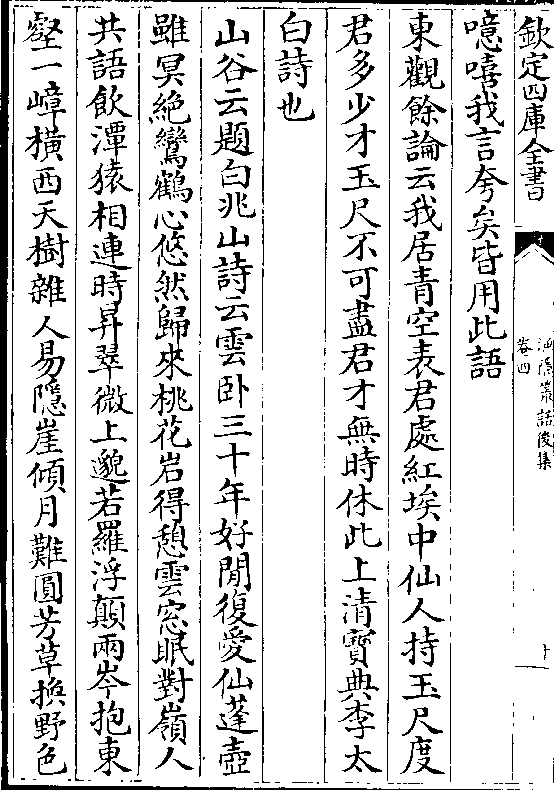 欽定四庫全書
漁隱叢話後集
卷四
十
噫嘻我言夸矣皆用此語
東觀餘論云我居青空表君處紅埃中仙人持玉尺度
君多少才玉尺不可盡君才無時休此上清寶典李太
白詩也
山谷云題白兆山詩云雲卧三十年好閒復愛仙蓬壺
雖冥絶鸞鶴心悠然歸來桃花岩得憩雲窓眠對嶺人
共語飲潭猿相連時昇翠微上邈若羅浮顛兩岑抱東
壑一嶂橫西天樹雜人易隱崖傾月難圓芳草換野色